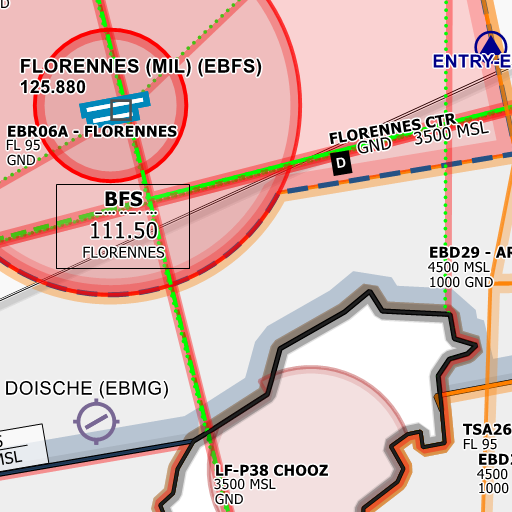 D
FLORENNES (MIL) (EBFS)
125.880
EBR06A - FLORENNES
FL 95
GND
ENTRY-E
FLORENNES CTR
GND 3500 MSL
D
BFS
111.50
FLORENNES
EBD29 - AR
4500 MSL
1000 GND
DOISCHE (EBMG)
MSL
LF-P38 CHOOZ
3500 MSL
GND
TSA26
FL 95
EBD
4500
1000